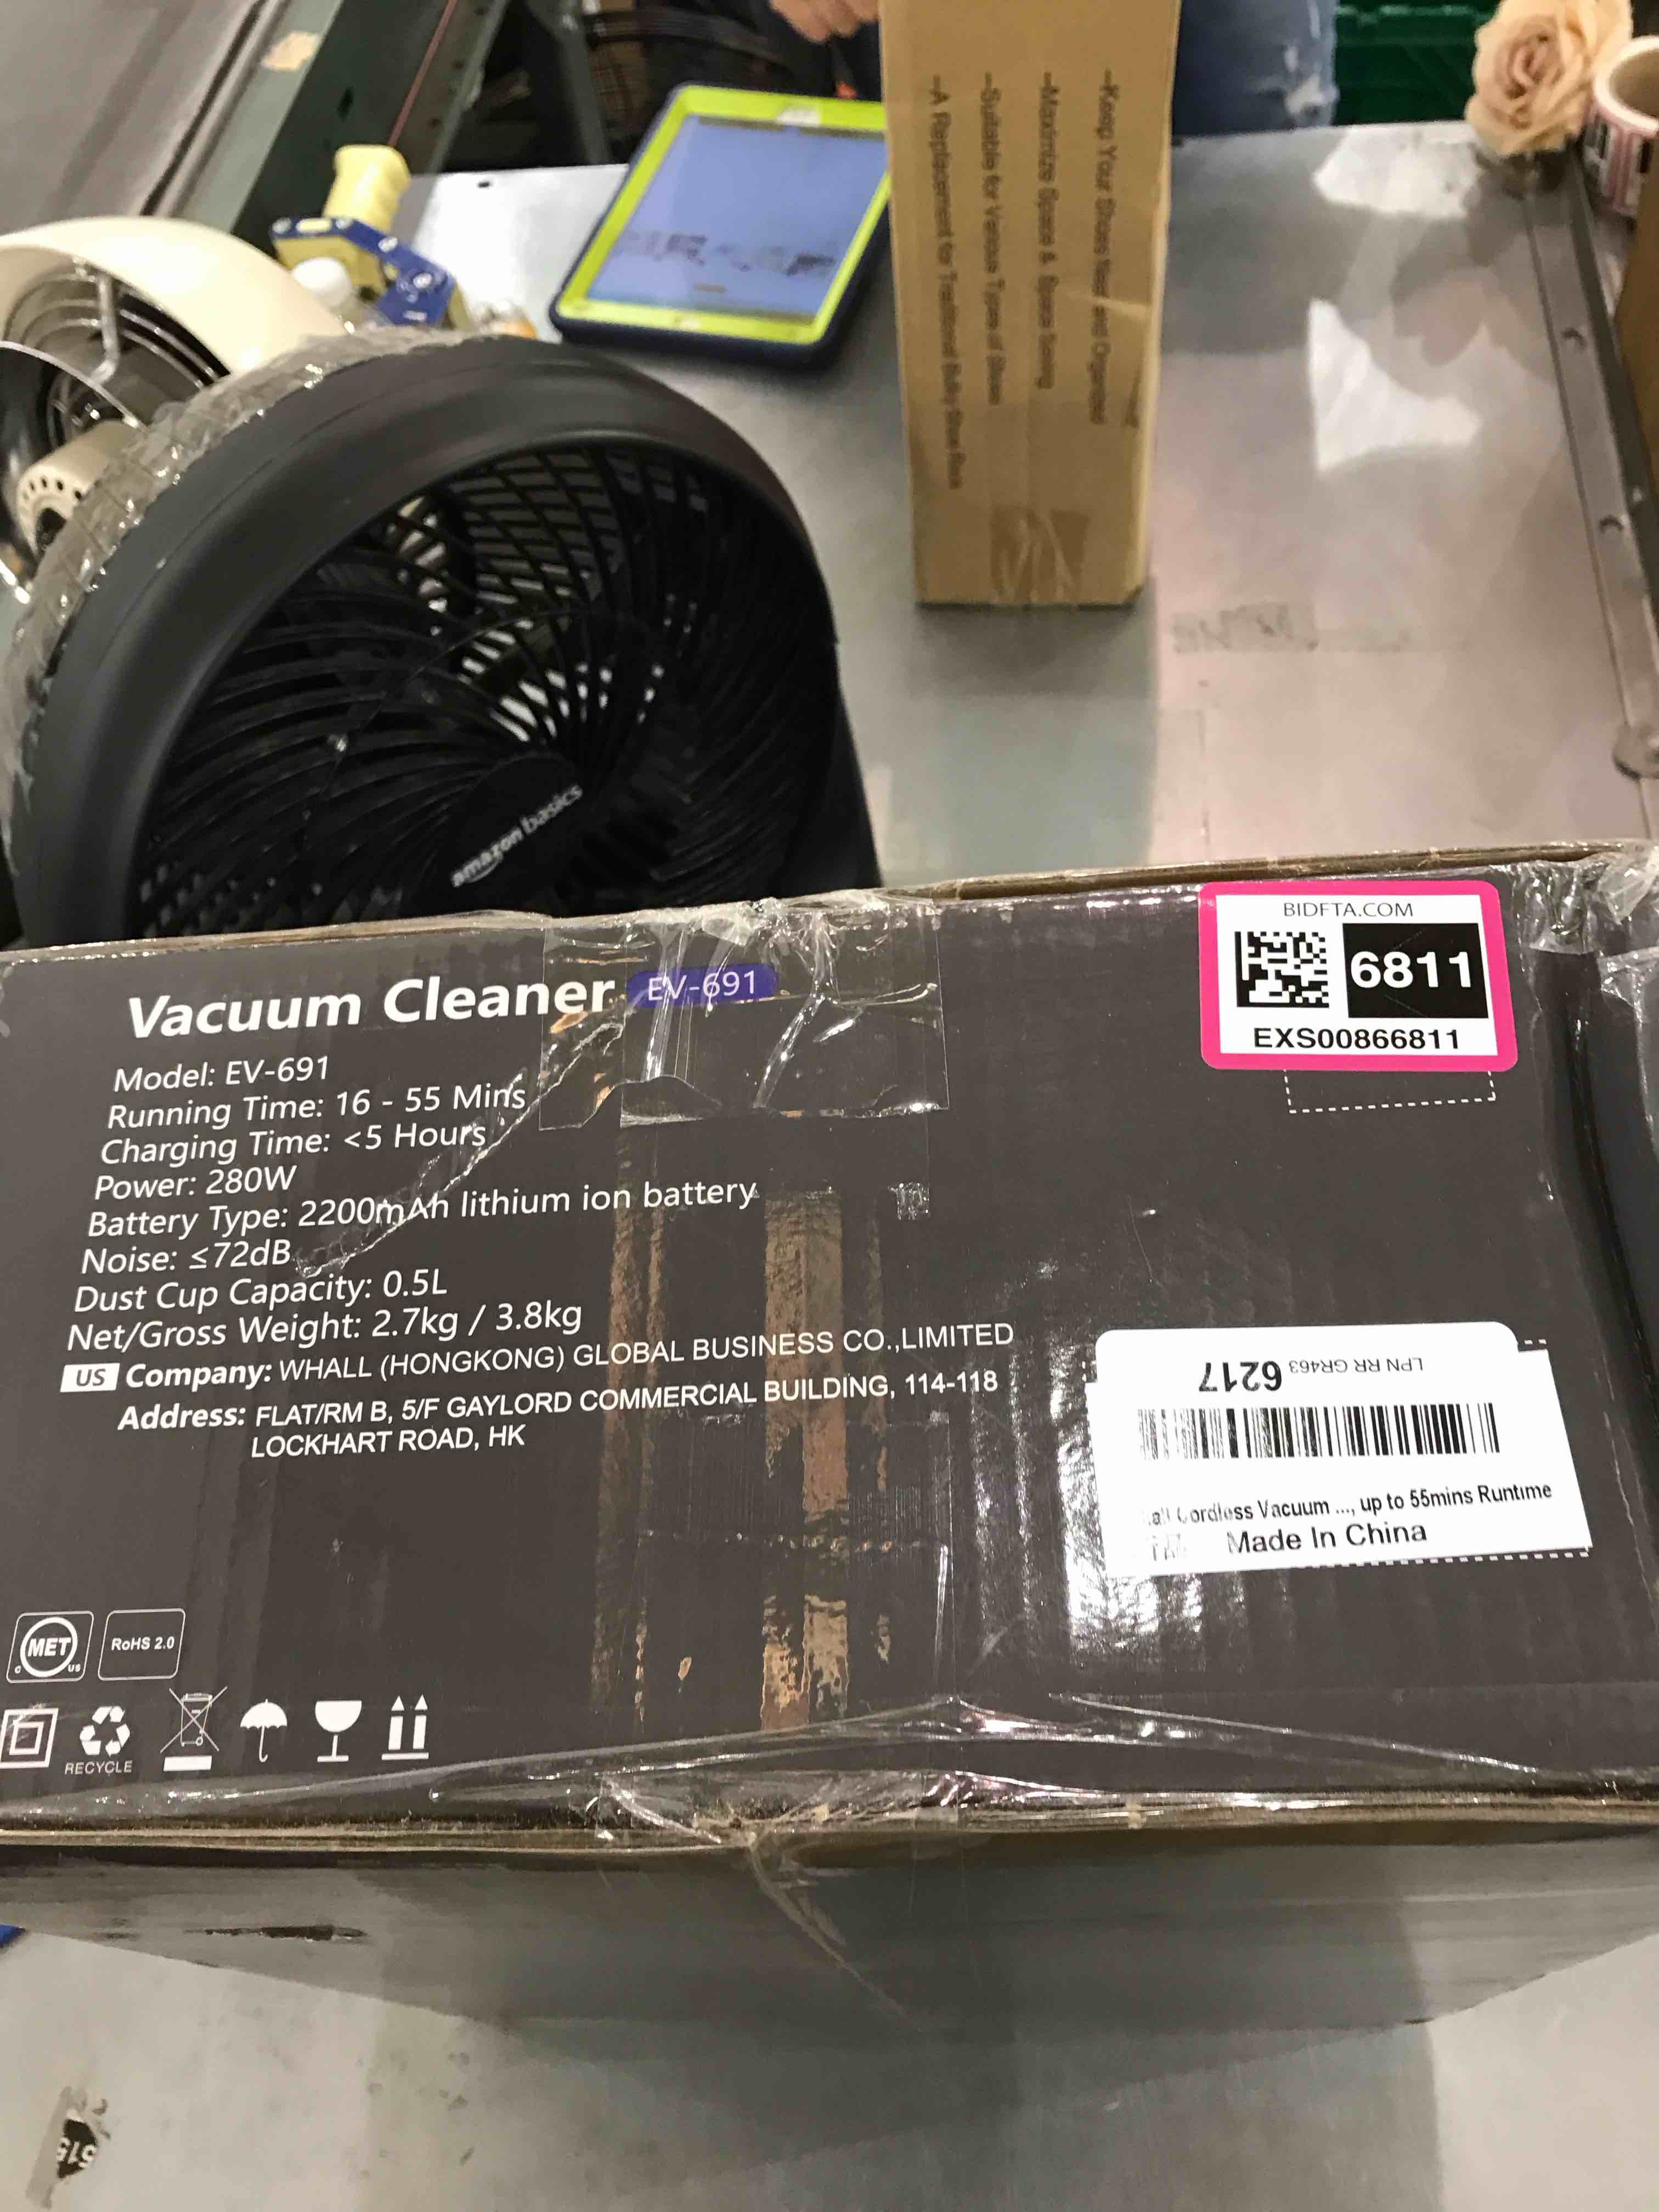 -Keep Your Shoes Neat and Organized
-Maximize Space & Space Saving
-Suitable for Various Types of Shoes
-A Replacement for Traditional Bulky Shoe Rack
amazon basics
BIDFTA.COM
6811
EXS00866811
Vacuum Cleaner EV-691
Model: EV-691
Running Time: 16 - 55 Mins
Charging Time: <5 Hours
Power: 280W
Battery Type: 2200mAh lithium ion battery
Noise: ≤72dB
Dust Cup Capacity: 0.5L
Net/Gross Weight: 2.7kg / 3.8kg
US Company: WHALL (HONGKONG) GLOBAL BUSINESS CO.,LIMITED
Address: FLAT/RM B, 5/F GAYLORD COMMERCIAL BUILDING, 114-118
LOCKHART ROAD, HK
LPN RR GR463 6217
Cordless Vacuum ..., up to 55mins Runtime
Made In China
C MET US
RoHS 2.0
RECYCLE